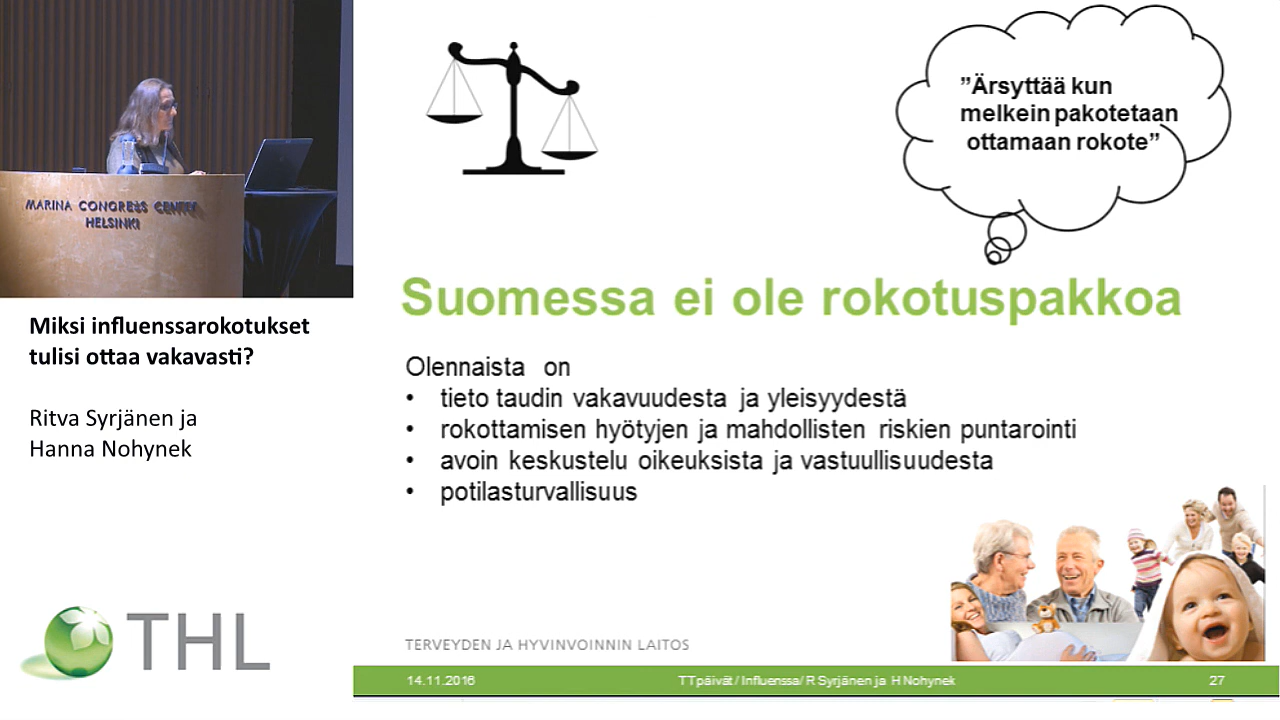 MARINA CONGRESS CENTER
HELSINKI
Miksi influenssarokotukset
tulisi ottaa vakavasti?
Ritva Syrjänen ja
Hanna Nohynek
THL
”Ärsyttää kun
melkein pakotetaan
ottamaan rokote”
Suomessa ei ole rokotuspakkoa
Olennaista on
• tieto taudin vakavuudesta ja yleisyydestä
• rokottamisen hyötyjen ja mahdollisten riskien puntarointi
• avoin keskustelu oikeuksista ja vastuullisuudesta
• potilasturvallisuus
TERVEYDEN JA HYVINVOINNIN LAITOS
14.11.2016
TTpäivät / Influenssa/ R Syrjänen ja H Nohynek
27